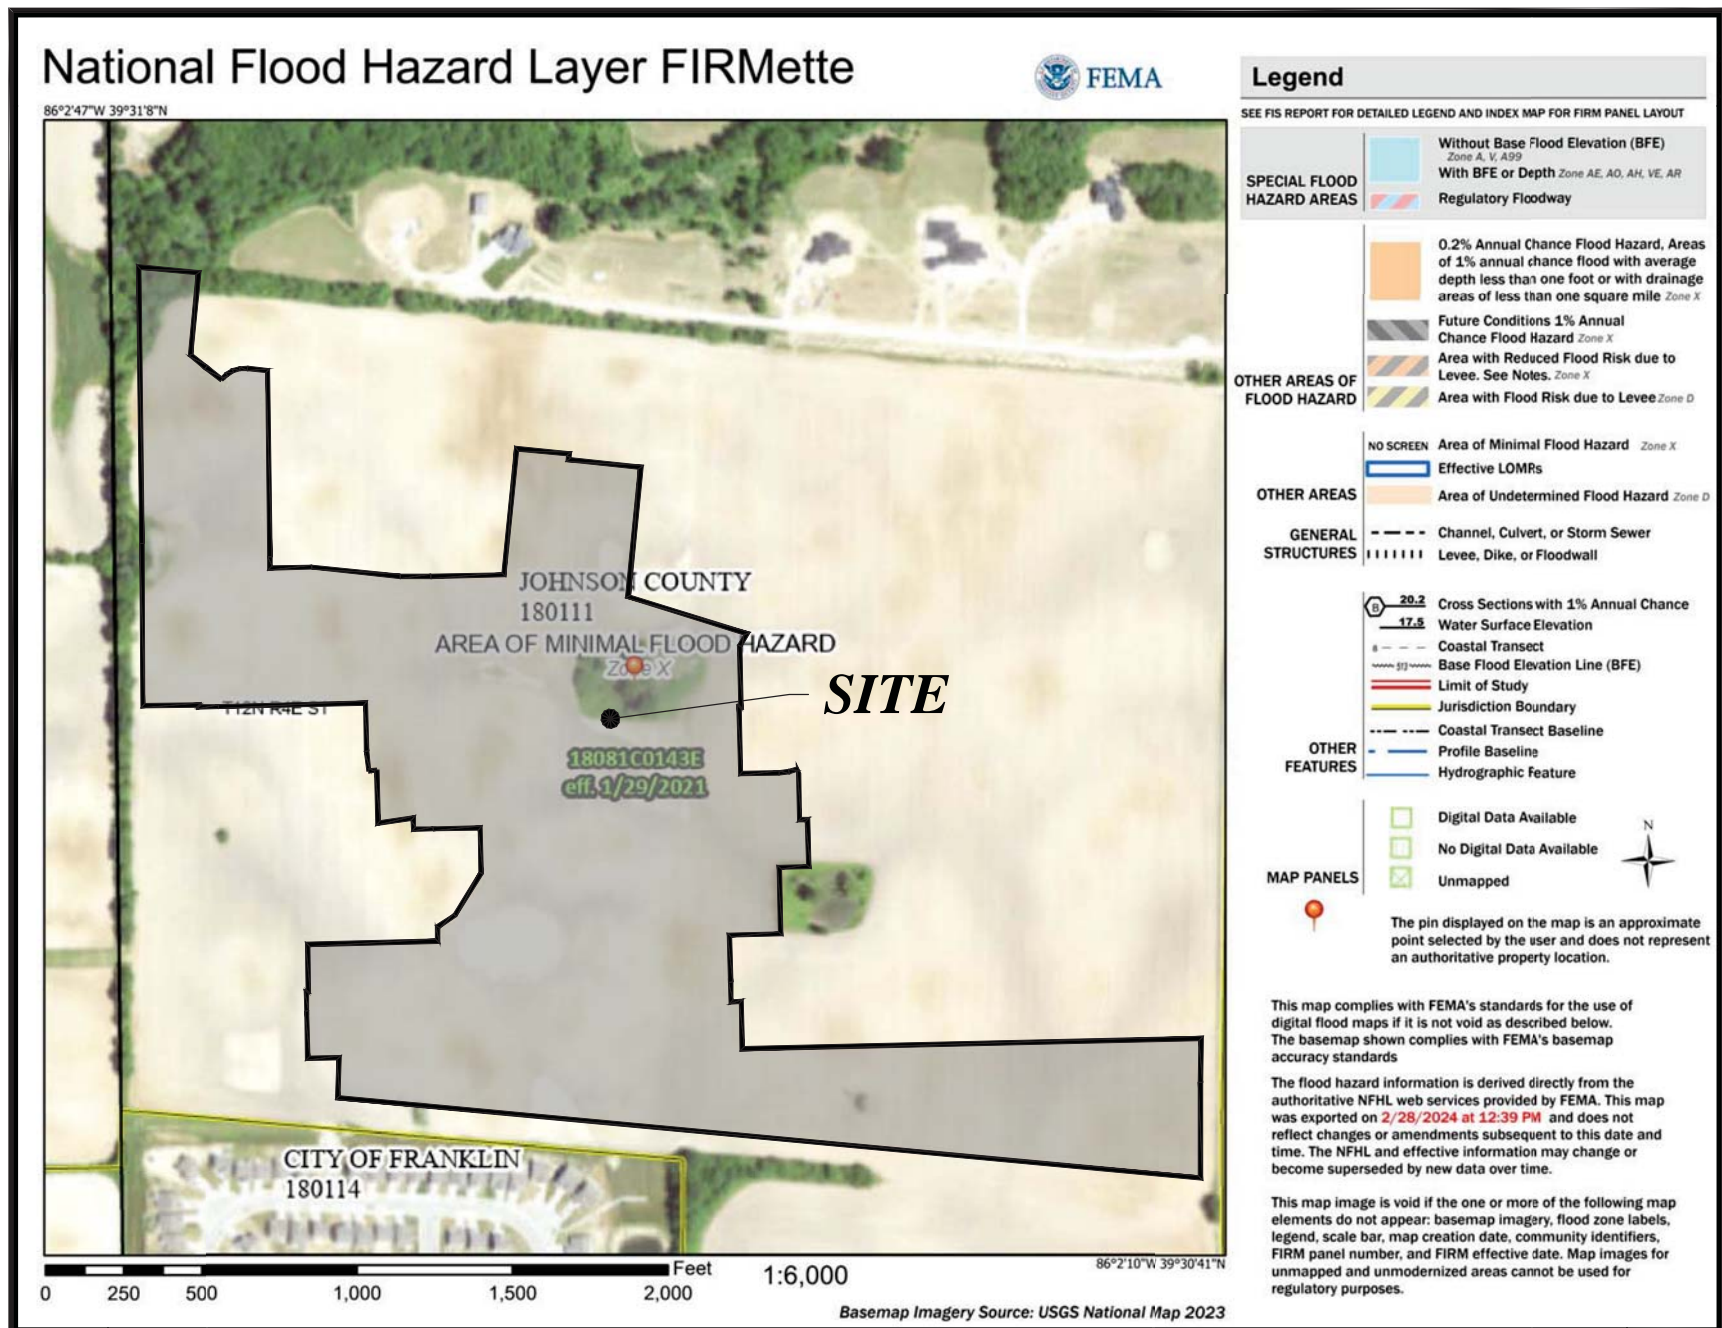 National Flood Hazard Layer FIRMette
FEMA
86°2'47"W 39°31'8"N
JOHNSON COUNTY
180111
AREA OF MINIMAL FLOOD HAZARD
Zone X
SITE
T12N R4E S1
18081C0143E
eff. 1/29/2021
CITY OF FRANKLIN
180114
86°2'10"W 39°30'41"N
0 250 500 1,000 1,500 2,000 Feet 1:6,000
Basemap Imagery Source: USGS National Map 2023
Legend
SEE FIS REPORT FOR DETAILED LEGEND AND INDEX MAP FOR FIRM PANEL LAYOUT
SPECIAL FLOOD
HAZARD AREAS
Without Base Flood Elevation (BFE)
Zone A, V, A99
With BFE or Depth Zone AE, AO, AH, VE, AR
Regulatory Floodway
0.2% Annual Chance Flood Hazard, Areas
of 1% annual chance flood with average
depth less than one foot or with drainage
areas of less than one square mile Zone X
Future Conditions 1% Annual
Chance Flood Hazard Zone X
Area with Reduced Flood Risk due to
Levee. See Notes. Zone X
Area with Flood Risk due to Levee Zone D
OTHER AREAS OF
FLOOD HAZARD
NO SCREEN Area of Minimal Flood Hazard Zone X
Effective LOMRs
OTHER AREAS
Area of Undetermined Flood Hazard Zone D
GENERAL
STRUCTURES
Channel, Culvert, or Storm Sewer
Levee, Dike, or Floodwall
B 20.2 Cross Sections with 1% Annual Chance
17.5 Water Surface Elevation
8 Coastal Transect
513 Base Flood Elevation Line (BFE)
Limit of Study
Jurisdiction Boundary
Coastal Transect Baseline
OTHER
FEATURES
Profile Baseline
Hydrographic Feature
Digital Data Available
No Digital Data Available
Unmapped
MAP PANELS
N
The pin displayed on the map is an approximate
point selected by the user and does not represent
an authoritative property location.
This map complies with FEMA's standards for the use of
digital flood maps if it is not void as described below.
The basemap shown complies with FEMA's basemap
accuracy standards
The flood hazard information is derived directly from the
authoritative NFHL web services provided by FEMA. This map
was exported on 2/28/2024 at 12:39 PM and does not
reflect changes or amendments subsequent to this date and
time. The NFHL and effective information may change or
become superseded by new data over time.
This map image is void if the one or more of the following map
elements do not appear: basemap imagery, flood zone labels,
legend, scale bar, map creation date, community identifiers,
FIRM panel number, and FIRM effective date. Map images for
unmapped and unmodernized areas cannot be used for
regulatory purposes.